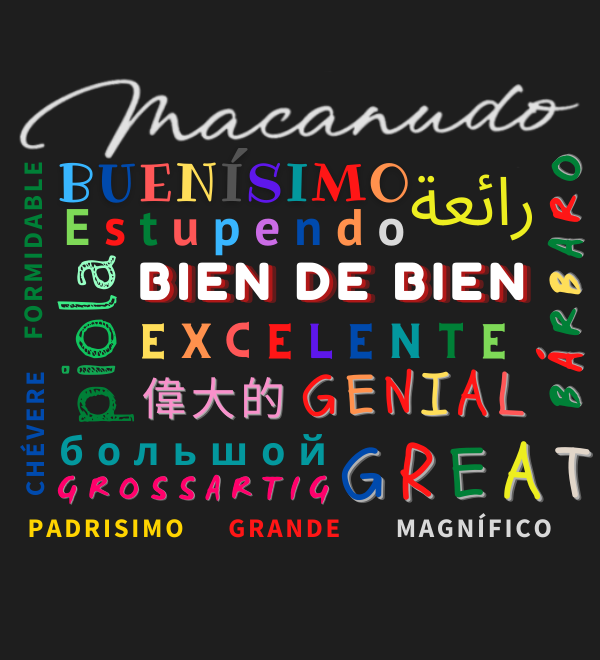 Macanudo
FORMIDABLE
BUENÍSIMO
رائعة
BÁRBARO
Estupendo
BIEN DE BIEN
piola
EXCELENTE
偉大的
GENIAL
CHÉVERE
большой
GREAT
GROSSARTIG
PADRISIMO
GRANDE
MAGNÍFICO